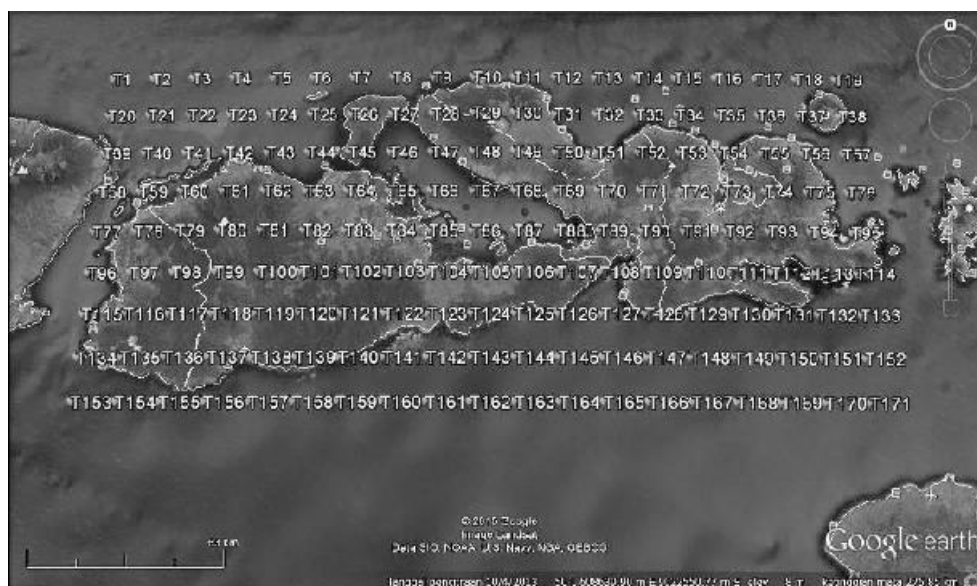 T1 T2 T3 T4 T5 T6 T7 T8 T9 T10 T11 T12 T13 T14 T15 T16 T17 T18 T19
T20 T21 T22 T23 T24 T25 T26 T27 T28 T29 T30 T31 T32 T33 T34 T35 T36 T37 T38
T39 T40 T41 T42 T43 T44 T45 T46 T47 T48 T49 T50 T51 T52 T53 T54 T55 T56 T57
T58 T59 T60 T61 T62 T63 T64 T65 T66 T67 T68 T69 T70 T71 T72 T73 T74 T75 T76
T77 T78 T79 T80 T81 T82 T83 T84 T85 T86 T87 T88 T89 T90 T91 T92 T93 T94 T95
T96 T97 T98 T99 T100 T101 T102 T103 T104 T105 T106 T107 T108 T109 T110 T111 T112 T113 T114
T115 T116 T117 T118 T119 T120 T121 T122 T123 T124 T125 T126 T127 T128 T129 T130 T131 T132 T133
T134 T135 T136 T137 T138 T139 T140 T141 T142 T143 T144 T145 T146 T147 T148 T149 T150 T151 T152
T153 T154 T155 T156 T157 T158 T159 T160 T161 T162 T163 T164 T165 T166 T167 T168 T169 T170 T171
© 2015 Google
Image Landsat
Data SIO, NOAA, U.S. Navy, NGA, GEBCO
Google earth